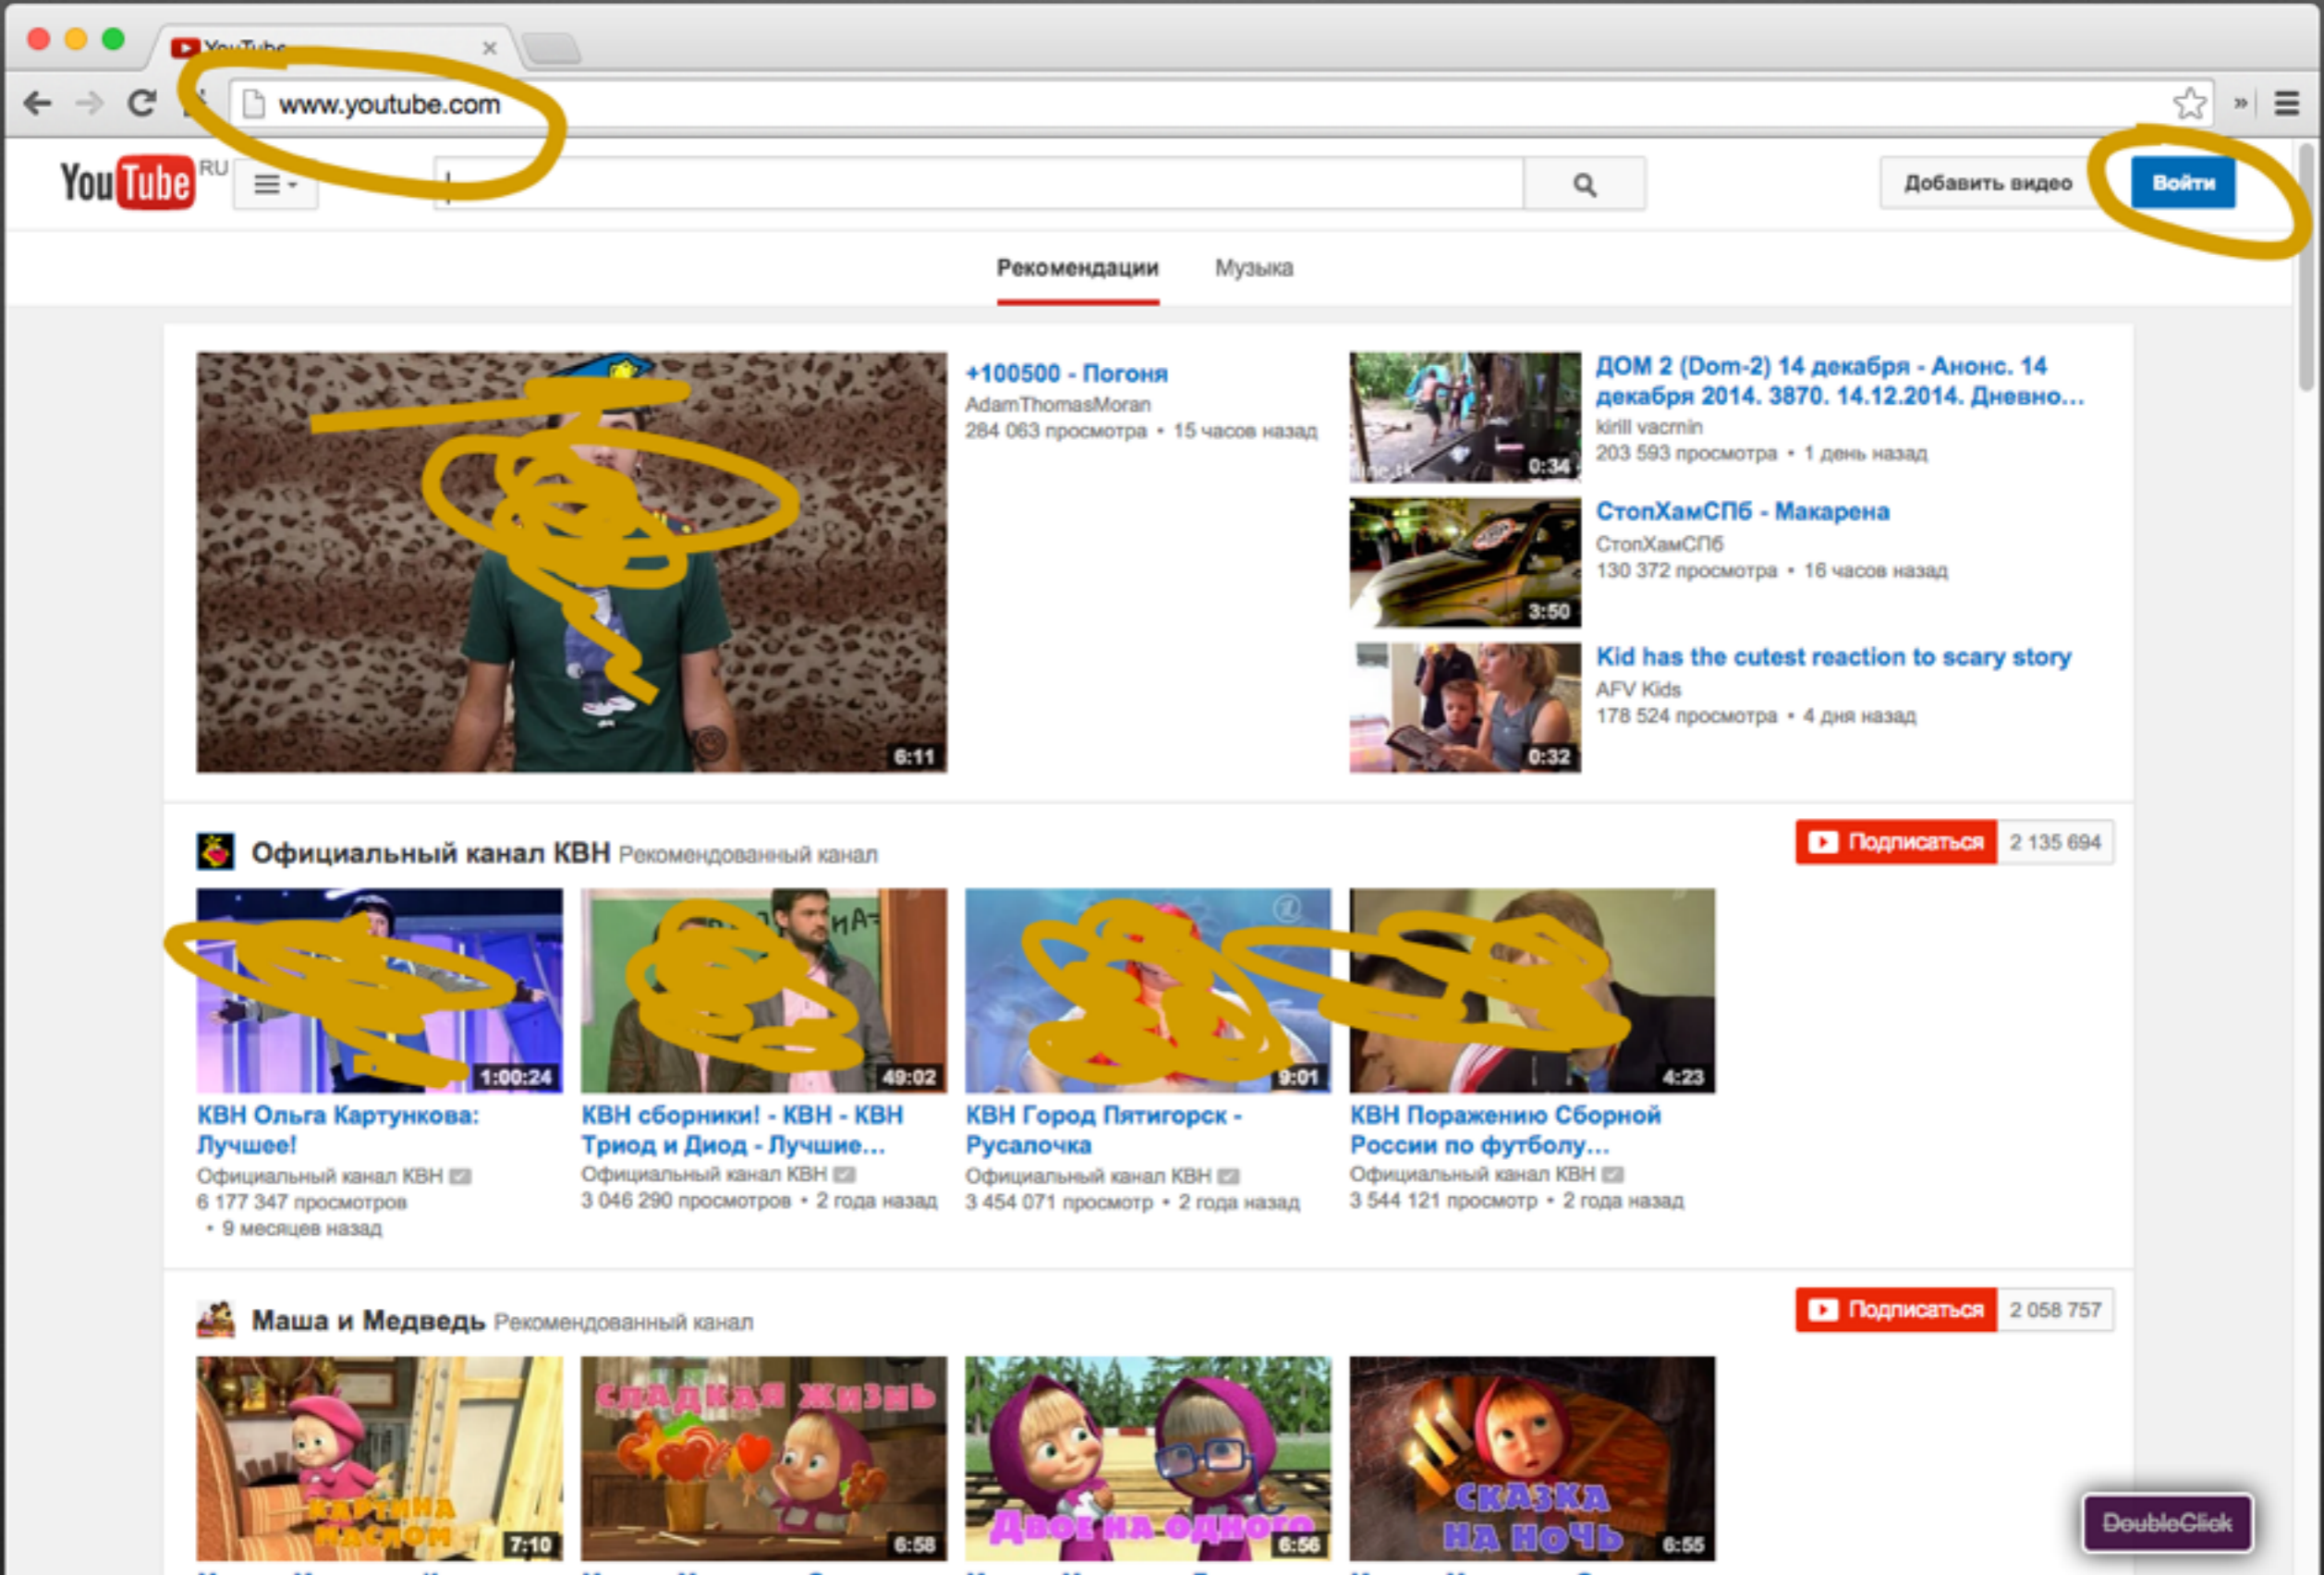 YouTube
www.youtube.com
YouTube RU
Добавить видео
Войти
Рекомендации
Музыка
+100500 - Погоня
AdamThomasMoran
284 063 просмотра • 15 часов назад
6:11
ДОМ 2 (Dom-2) 14 декабря - Анонс. 14
декабря 2014. 3870. 14.12.2014. Дневно...
kirill vacmin
203 593 просмотра • 1 день назад
0:34
СтопХамСПб - Макарена
СтопХамСПб
130 372 просмотра • 16 часов назад
3:50
Kid has the cutest reaction to scary story
AFV Kids
178 524 просмотра • 4 дня назад
0:32
Официальный канал КВН Рекомендованный канал
Подписаться 2 135 694
1:00:24
49:02
9:01
4:23
КВН Ольга Картункова:
Лучшее!
Официальный канал КВН
6 177 347 просмотров
• 9 месяцев назад
КВН сборники! - КВН - КВН
Триод и Диод - Лучшие...
Официальный канал КВН
3 046 290 просмотров • 2 года назад
КВН Город Пятигорск -
Русалочка
Официальный канал КВН
3 454 071 просмотр • 2 года назад
КВН Поражению Сборной
России по футболу...
Официальный канал КВН
3 544 121 просмотр • 2 года назад
Маша и Медведь Рекомендованный канал
Подписаться 2 058 757
КАРТИНА
МАСЛОМ
7:10
СЛАДКАЯ ЖИЗНЬ
6:58
Двое на одного
6:56
СКАЗКА
НА НОЧЬ
6:55
DoubleClick